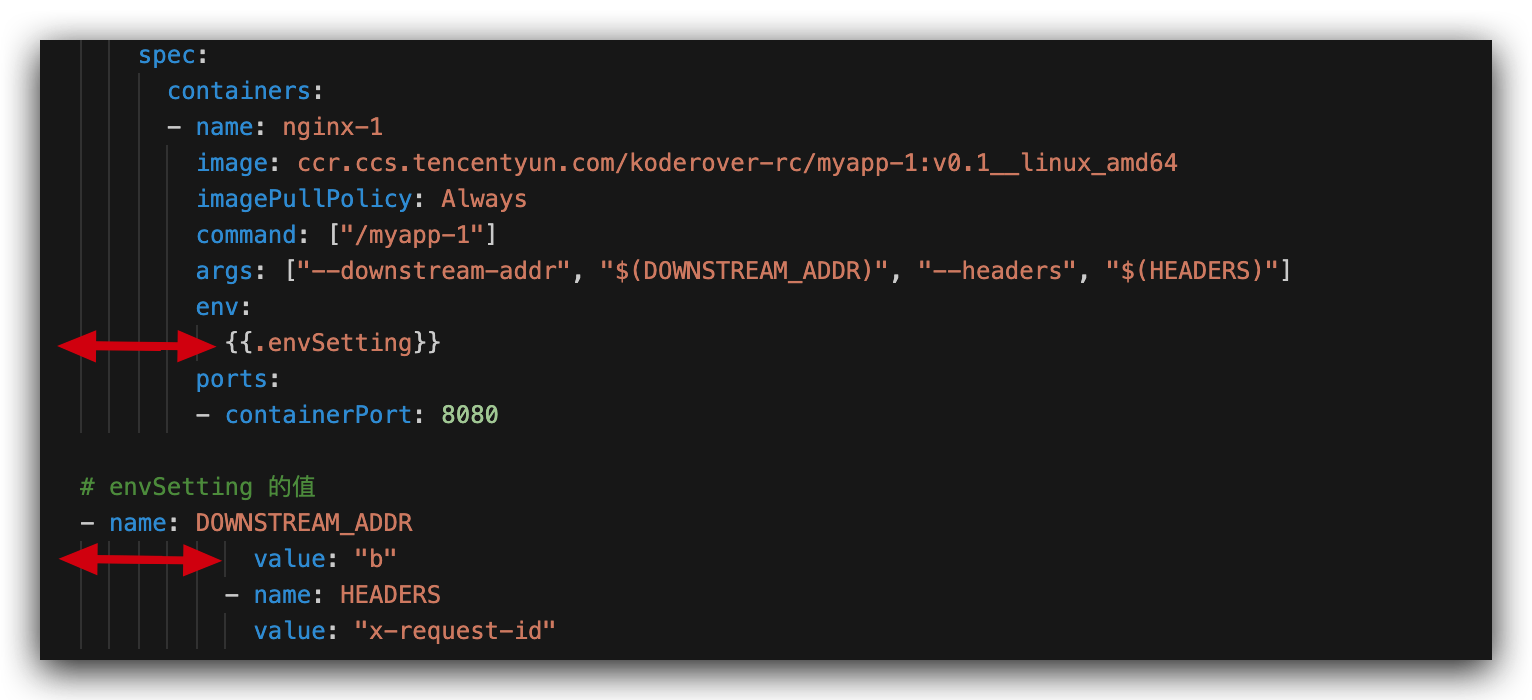 spec:
containers:
- name: nginx-1
image: ccr.ccs.tencentyun.com/koderover-rc/myapp-1:v0.1__linux_amd64
imagePullPolicy: Always
command: ["/myapp-1"]
args: ["--downstream-addr", "$(DOWNSTREAM_ADDR)", "--headers", "$(HEADERS)"]
env:
{{.envSetting}}
ports:
- containerPort: 8080
# envSetting 的值
- name: DOWNSTREAM_ADDR
value: "b"
- name: HEADERS
value: "x-request-id"